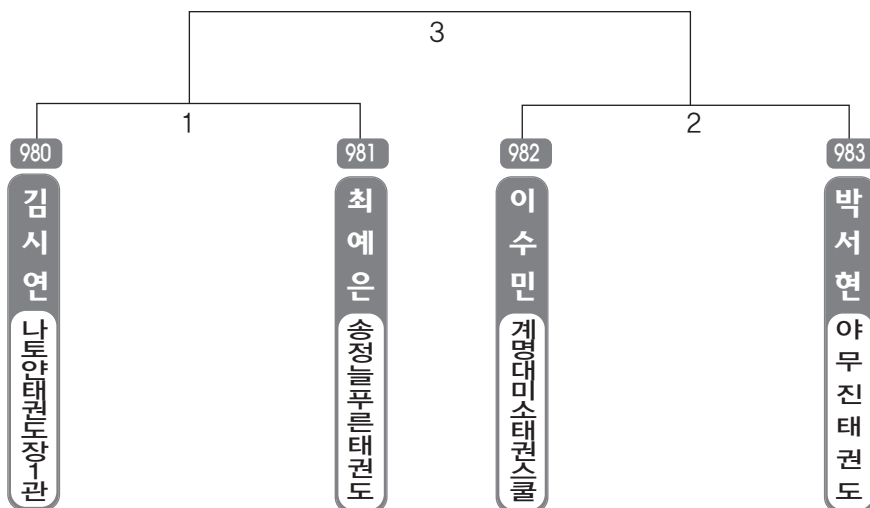 3
1
2
980
김시연
나토얀태권도장1관
981
최예은
송정늘푸른태권도
982
이수민
계명대미소태권스쿨
983
박서현
야무진태권도